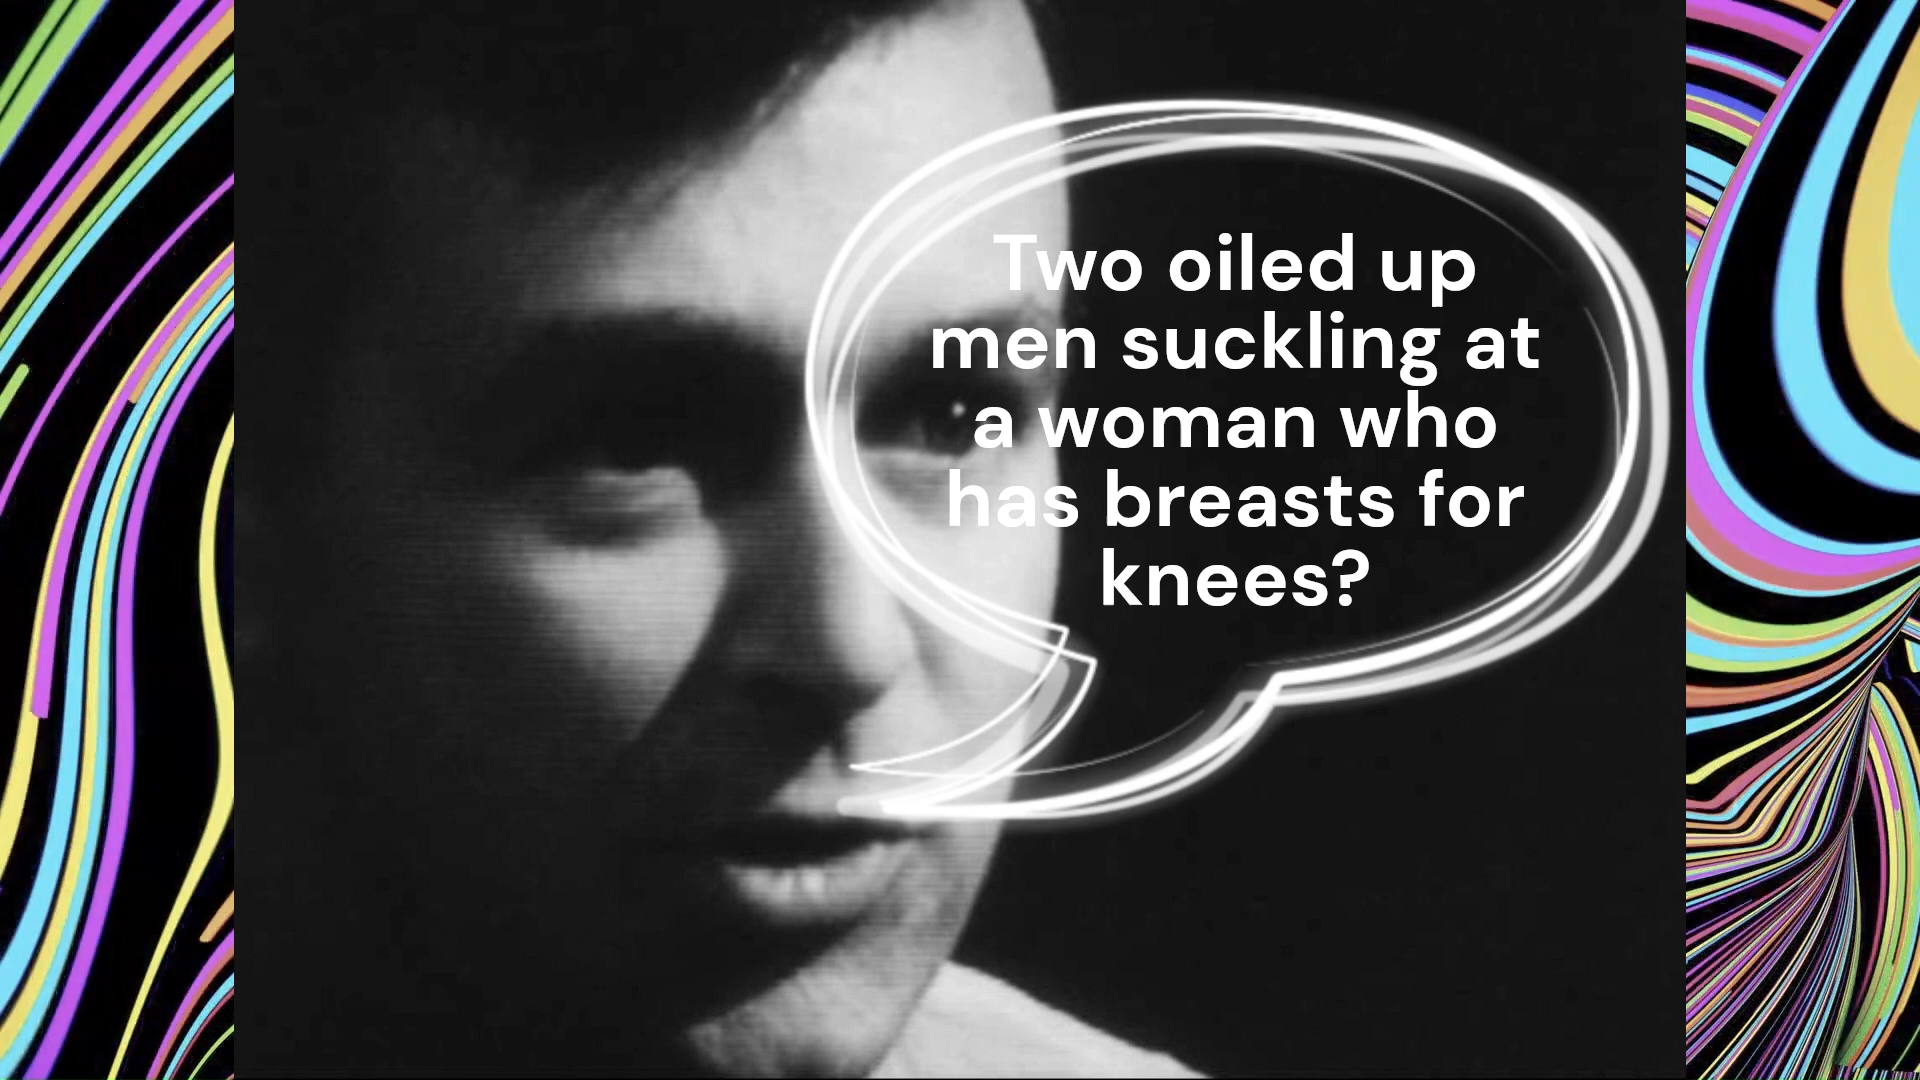 Two oiled up
men suckling at
a woman who
has breasts for
knees?